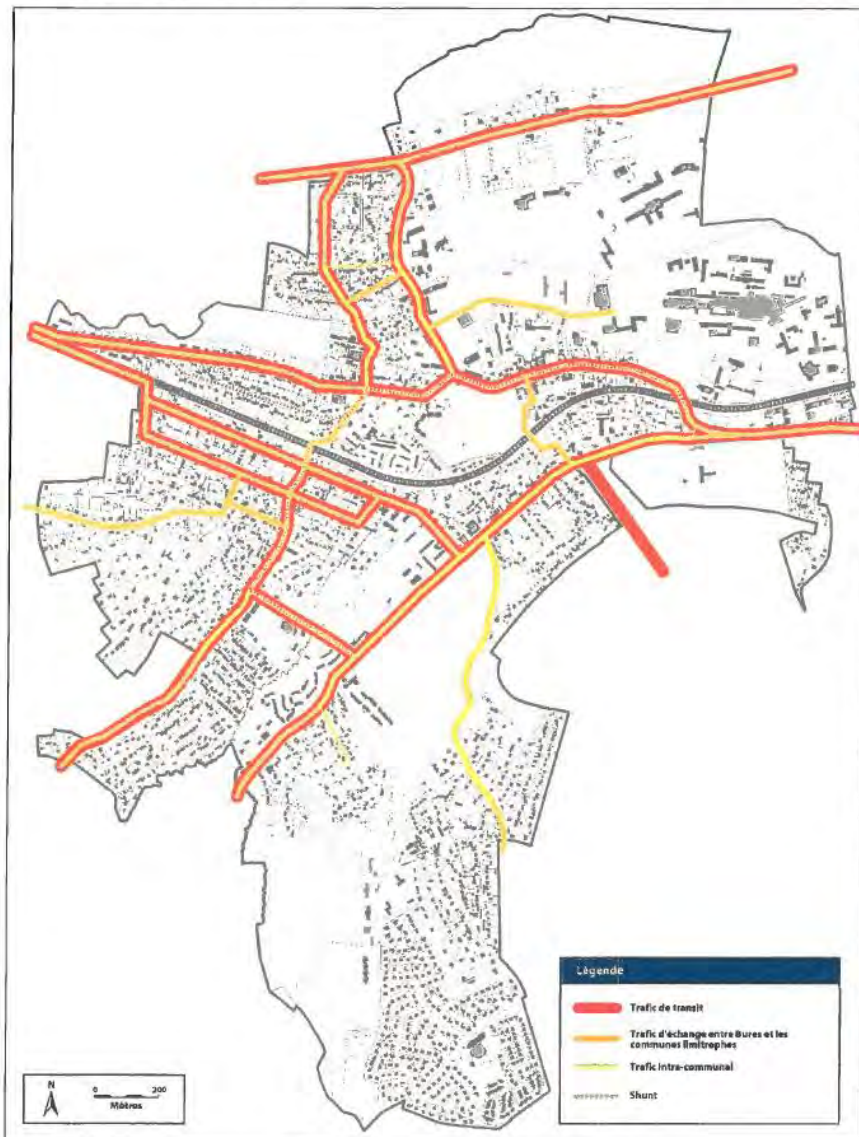 Légende
Trafic de transit
Trafic d'échange entre Bures et les
communes limitrophes
Trafic intra-communal
Shunt
N
0 200
Mètres